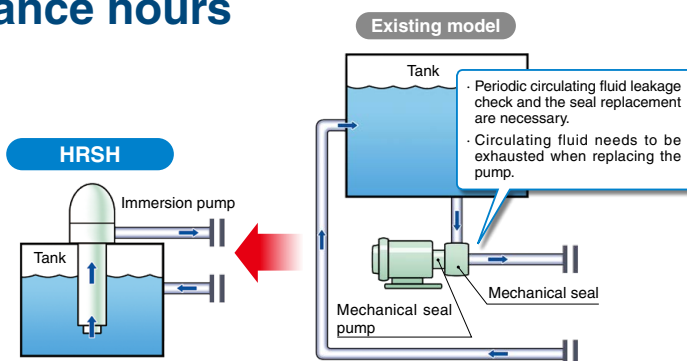 hours
Existing model
Tank
· Periodic circulating fluid leakage
check and the seal replacement
are necessary.
· Circulating fluid needs to be
exhausted when replacing the
pump.
HRSH
Immersion pump
Tank
Mechanical seal
Mechanical seal
pump